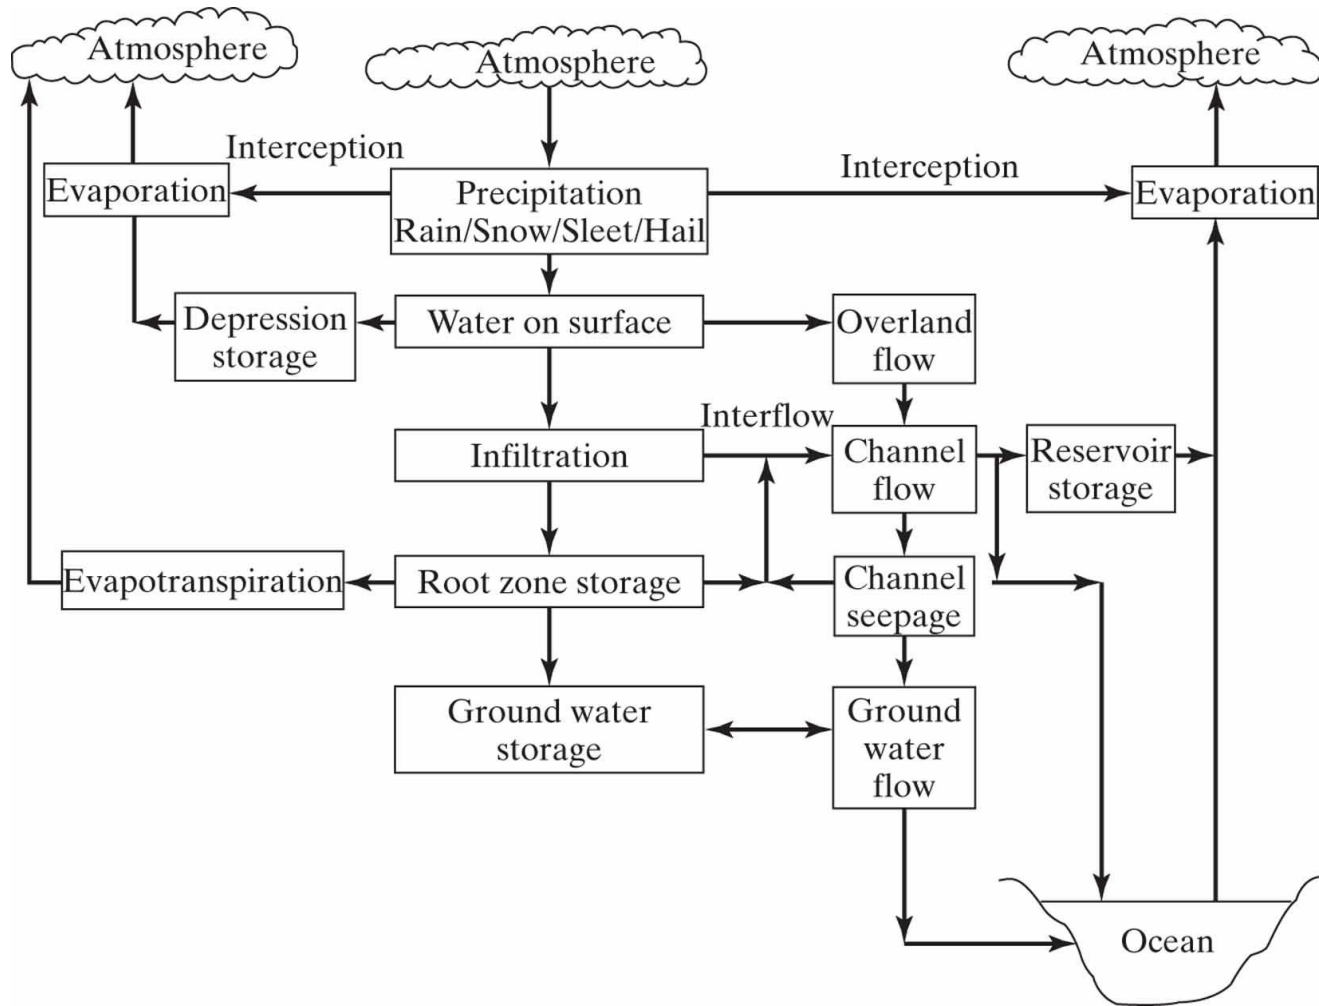 Atmosphere
Atmosphere
Atmosphere
Interception
Interception
Evaporation
Precipitation
Rain/Snow/Sleet/Hail
Evaporation
Depression
storage
Water on surface
Overland
flow
Interflow
Infiltration
Channel
flow
Reservoir
storage
Evapotranspiration
Root zone storage
Channel
seepage
Ground water
storage
Ground
water
flow
Ocean